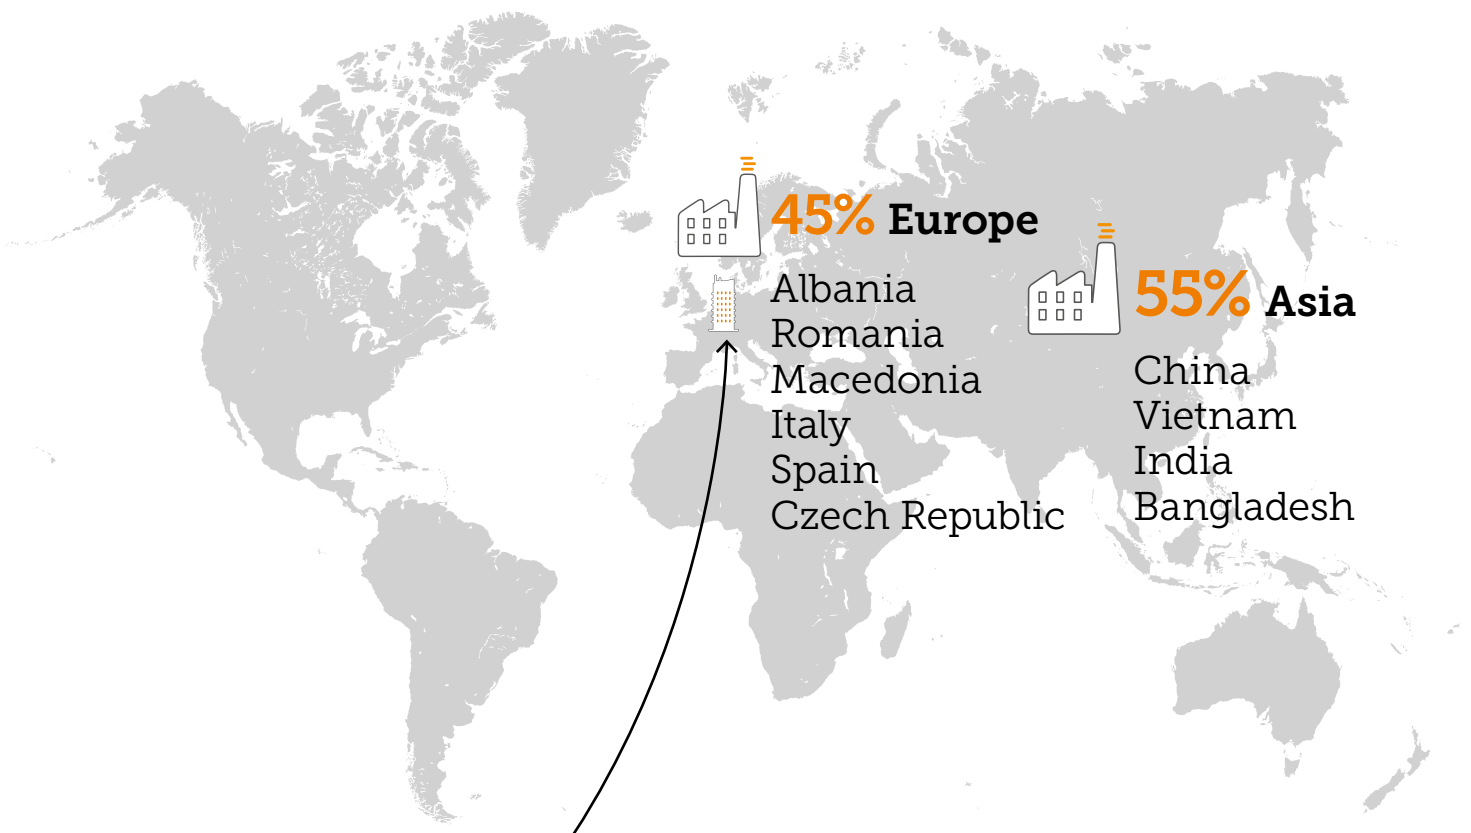 45% Europe
Albania
Romania
Macedonia
Italy
Spain
Czech Republic
55% Asia
China
Vietnam
India
Bangladesh